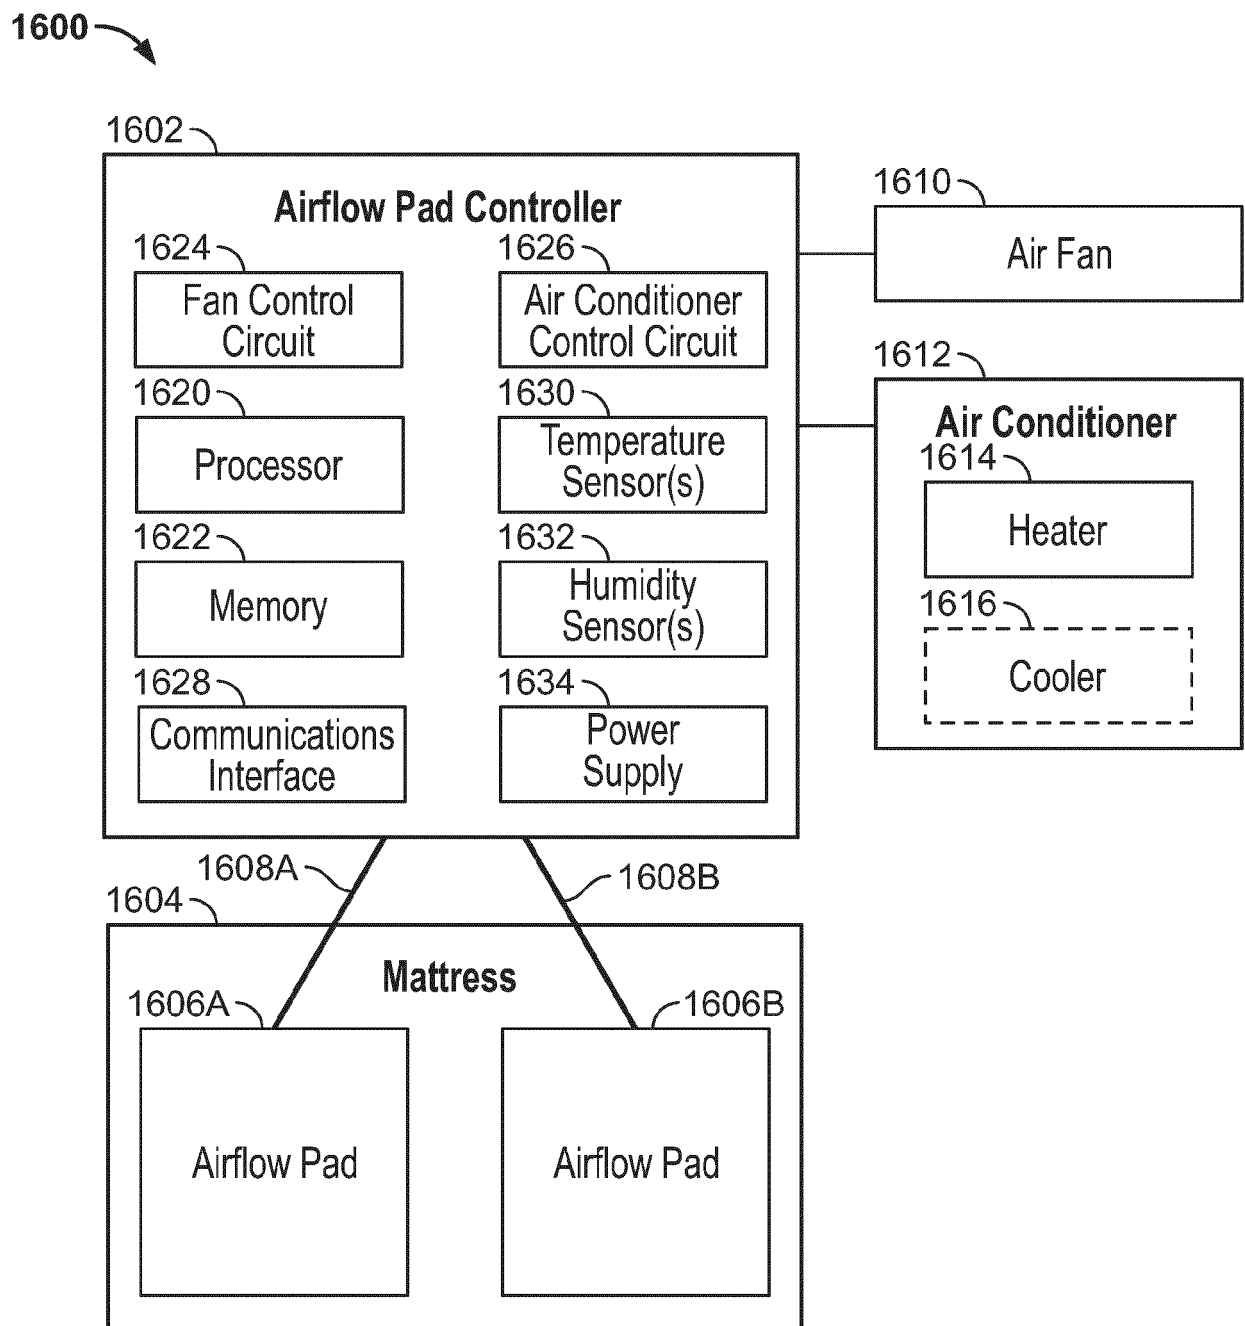 1600
1602
Airflow Pad Controller
1624
Fan Control
Circuit
1626
Air Conditioner
Control Circuit
1620
Processor
1630
Temperature
Sensor(s)
1622
Memory
1632
Humidity
Sensor(s)
1628
Communications
Interface
1634
Power
Supply
1610
Air Fan
1612
Air Conditioner
1614
Heater
1616
Cooler
1608A
1608B
1604
Mattress
1606A
Airflow Pad
1606B
Airflow Pad